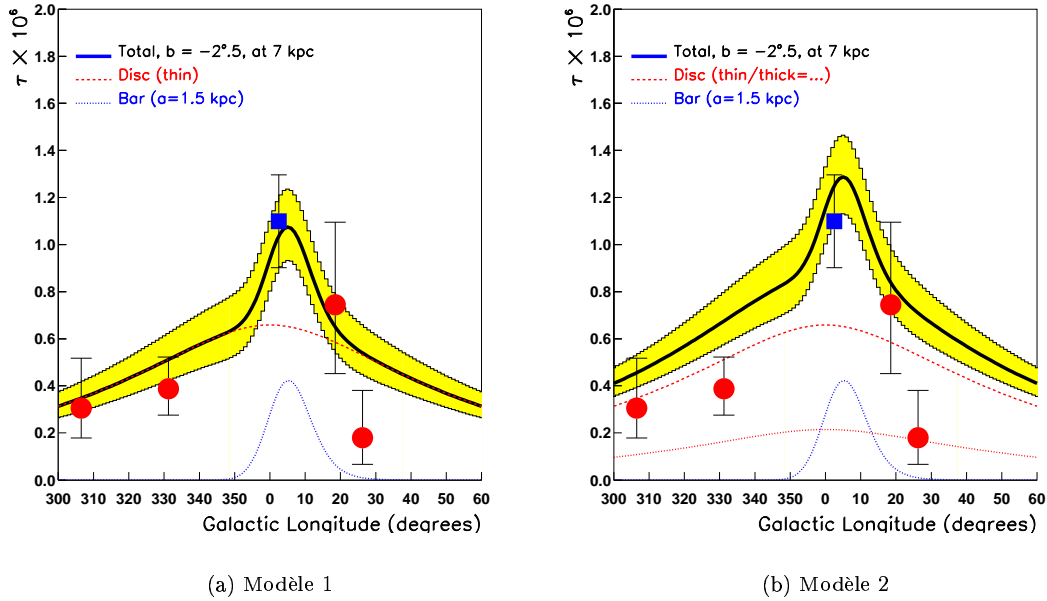 τ × 10⁶
2.0
1.8
1.6
1.4
1.2
1.0
0.8
0.6
0.4
0.2
0.0
Total, b = −2°.5, at 7 kpc
Disc (thin)
Bar (a=1.5 kpc)
300 310 320 330 340 350 0 10 20 30 40 50 60
Galactic Longitude (degrees)
(a) Modèle 1
τ × 10⁶
2.0
1.8
1.6
1.4
1.2
1.0
0.8
0.6
0.4
0.2
0.0
Total, b = −2°.5, at 7 kpc
Disc (thin/thick=...)
Bar (a=1.5 kpc)
300 310 320 330 340 350 0 10 20 30 40 50 60
Galactic Longitude (degrees)
(b) Modèle 2